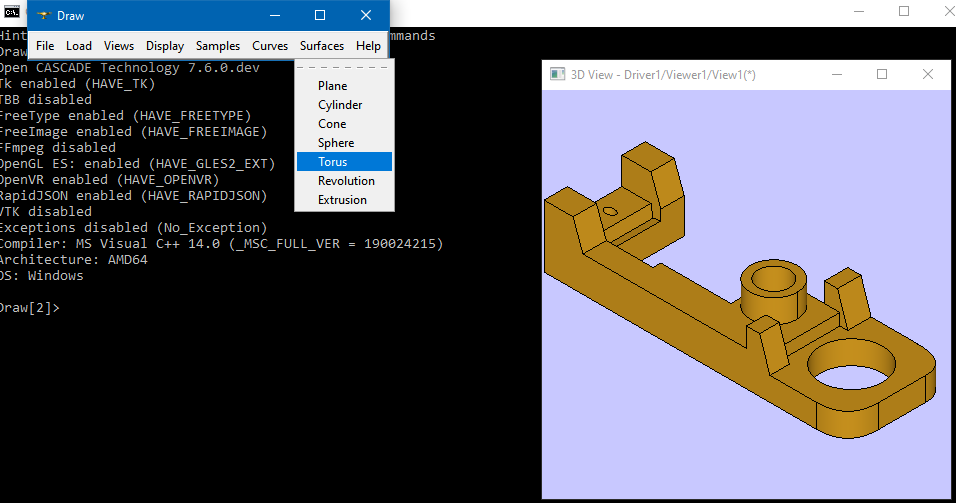 Draw
File Load Views Display Samples Curves Surfaces Help
Plane
Cylinder
Cone
Sphere
Torus
Revolution
Extrusion
Hint
mmands
Draw
Open CASCADE Technology 7.6.0.dev
Tk enabled (HAVE_TK)
TBB disabled
FreeType enabled (HAVE_FREETYPE)
FreeImage enabled (HAVE_FREEIMAGE)
FFmpeg disabled
OpenGL ES: enabled (HAVE_GLES2_EXT)
OpenVR enabled (HAVE_OPENVR)
RapidJSON enabled (HAVE_RAPIDJSON)
VTK disabled
Exceptions disabled (No_Exception)
Compiler: MS Visual C++ 14.0 (_MSC_FULL_VER = 190024215)
Architecture: AMD64
OS: Windows
Draw[2]>
3D View - Driver1/Viewer1/View1(*)